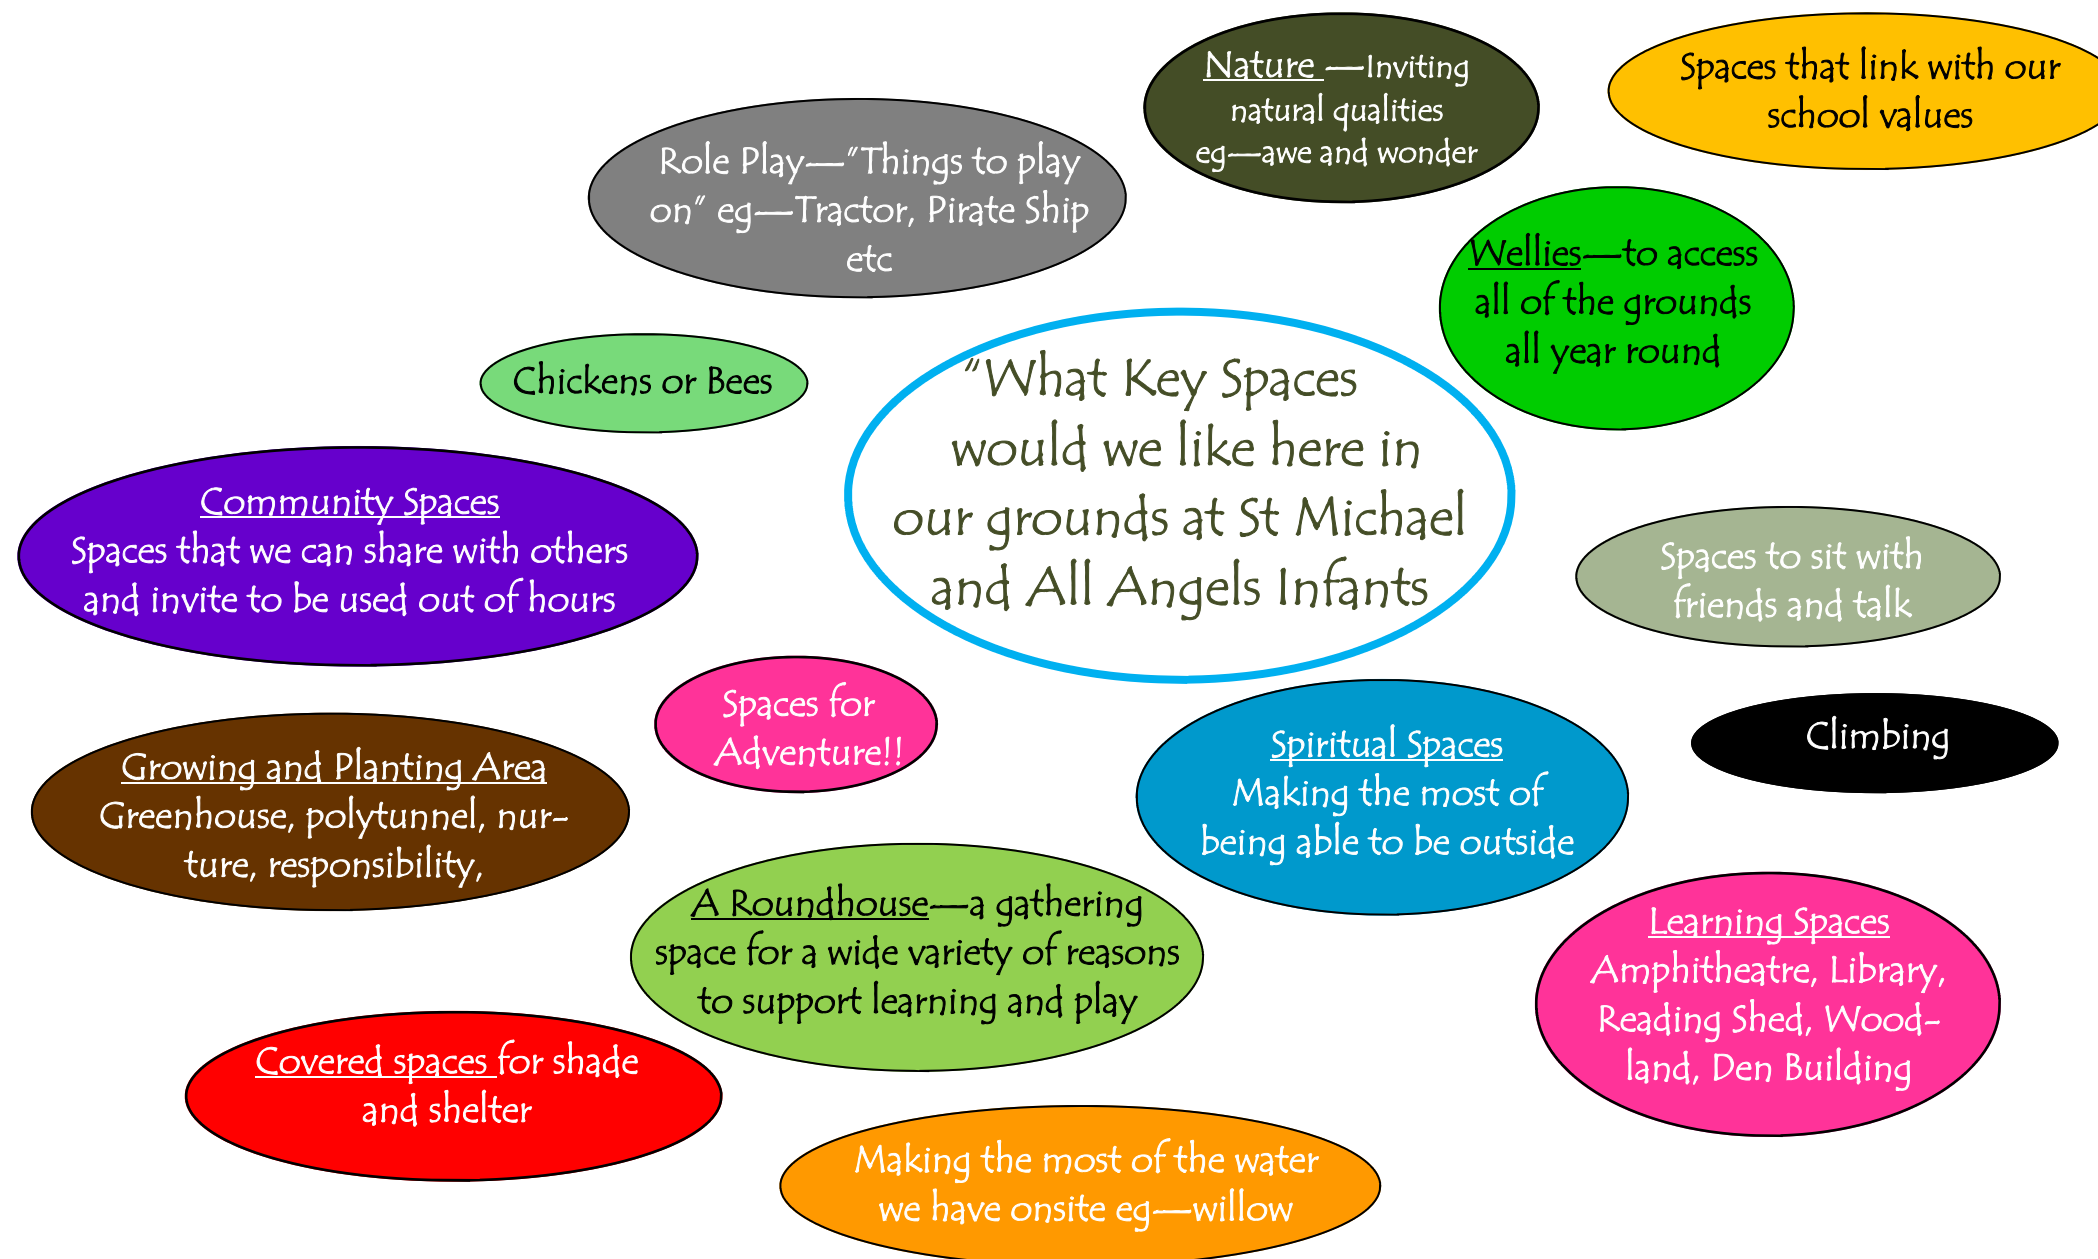 Nature —Inviting
natural qualities
eg—awe and wonder
Spaces that link with our
school values
Role Play—"Things to play
on" eg—Tractor, Pirate Ship
etc
Wellies—to access
all of the grounds
all year round
Chickens or Bees
"What Key Spaces
would we like here in
our grounds at St Michael
and All Angels Infants
Community Spaces
Spaces that we can share with others
and invite to be used out of hours
Spaces to sit with
friends and talk
Spaces for
Adventure!!
Spiritual Spaces
Making the most of
being able to be outside
Climbing
Growing and Planting Area
Greenhouse, polytunnel, nur-
ture, responsibility,
A Roundhouse—a gathering
space for a wide variety of reasons
to support learning and play
Learning Spaces
Amphitheatre, Library,
Reading Shed, Wood-
land, Den Building
Covered spaces for shade
and shelter
Making the most of the water
we have onsite eg—willow